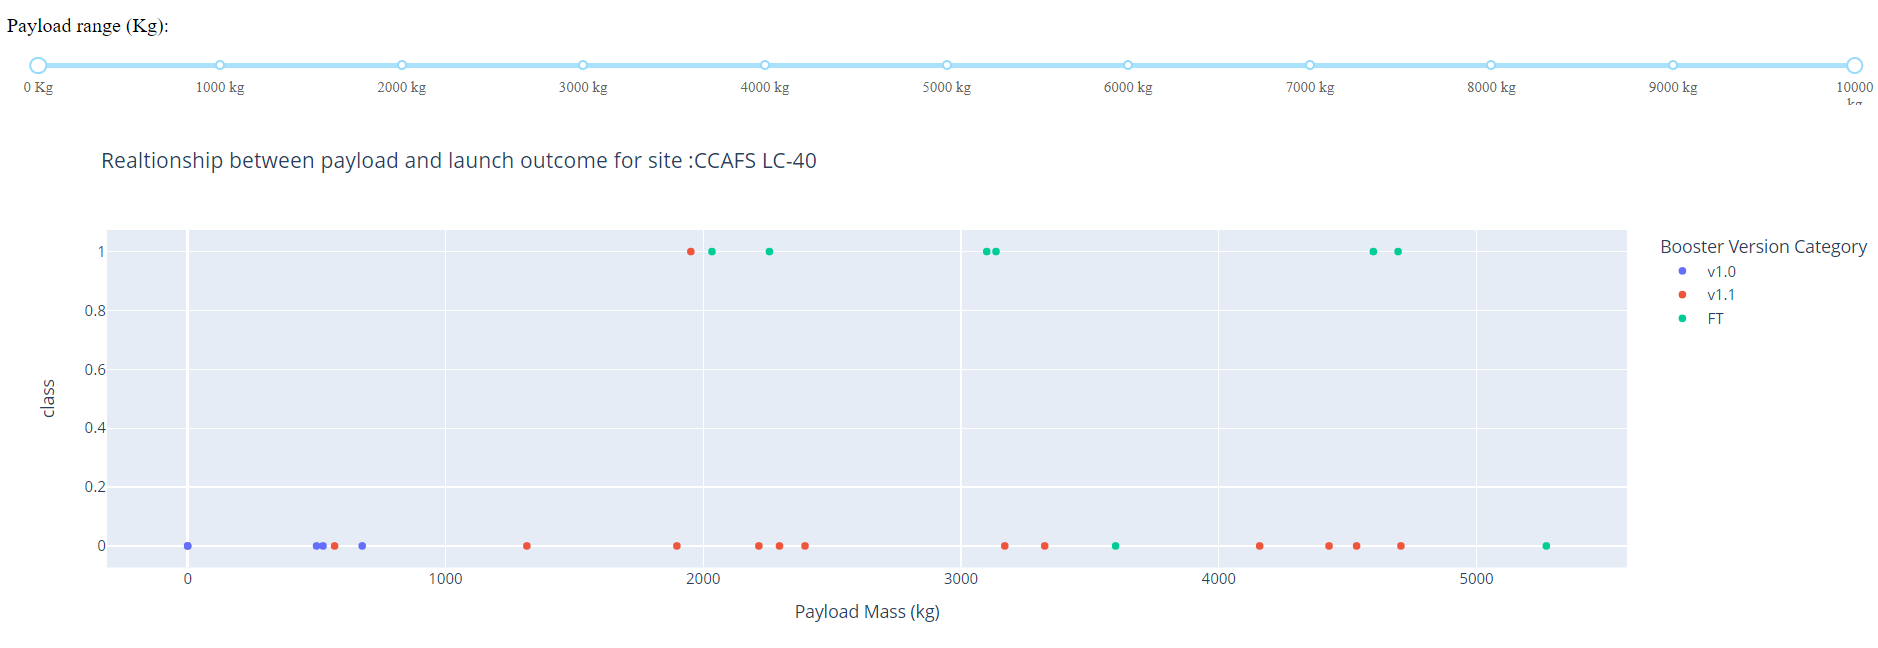 Payload range (Kg):
0 Kg 1000 kg 2000 kg 3000 kg 4000 kg 5000 kg 6000 kg 7000 kg 8000 kg 9000 kg 10000
kg
Realtionship between payload and launch outcome for site :CCAFS LC-40
Booster Version Category
v1.0
v1.1
FT
1
0.8
0.6
0.4
0.2
0
class
0 1000 2000 3000 4000 5000
Payload Mass (kg)